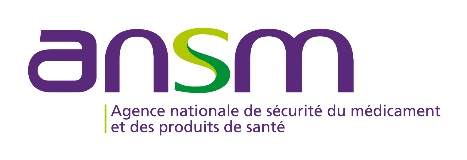 ansm
Agence nationale de sécurité du médicament
et des produits de santé